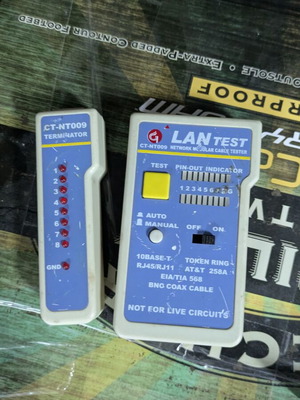 OUTSOLE • EXTRA-PADDED CONTOUR FOOTBED
CT-NT009
TERMINATOR
1
2
3
4
5
6
7
8
GND
LAN TEST
CT-NT009 NETWORK MODULAR CABLE TESTER
TEST
PIN-OUT INDICATOR
1 2 3 4 5 6 7 8 G
AUTO
MANUAL
OFF ON
10BASE-T TOKEN RING
RJ45/RJ11 AT&T 258A
EIA/TIA 568
BNC COAX CABLE
NOT FOR LIVE CIRCUITS